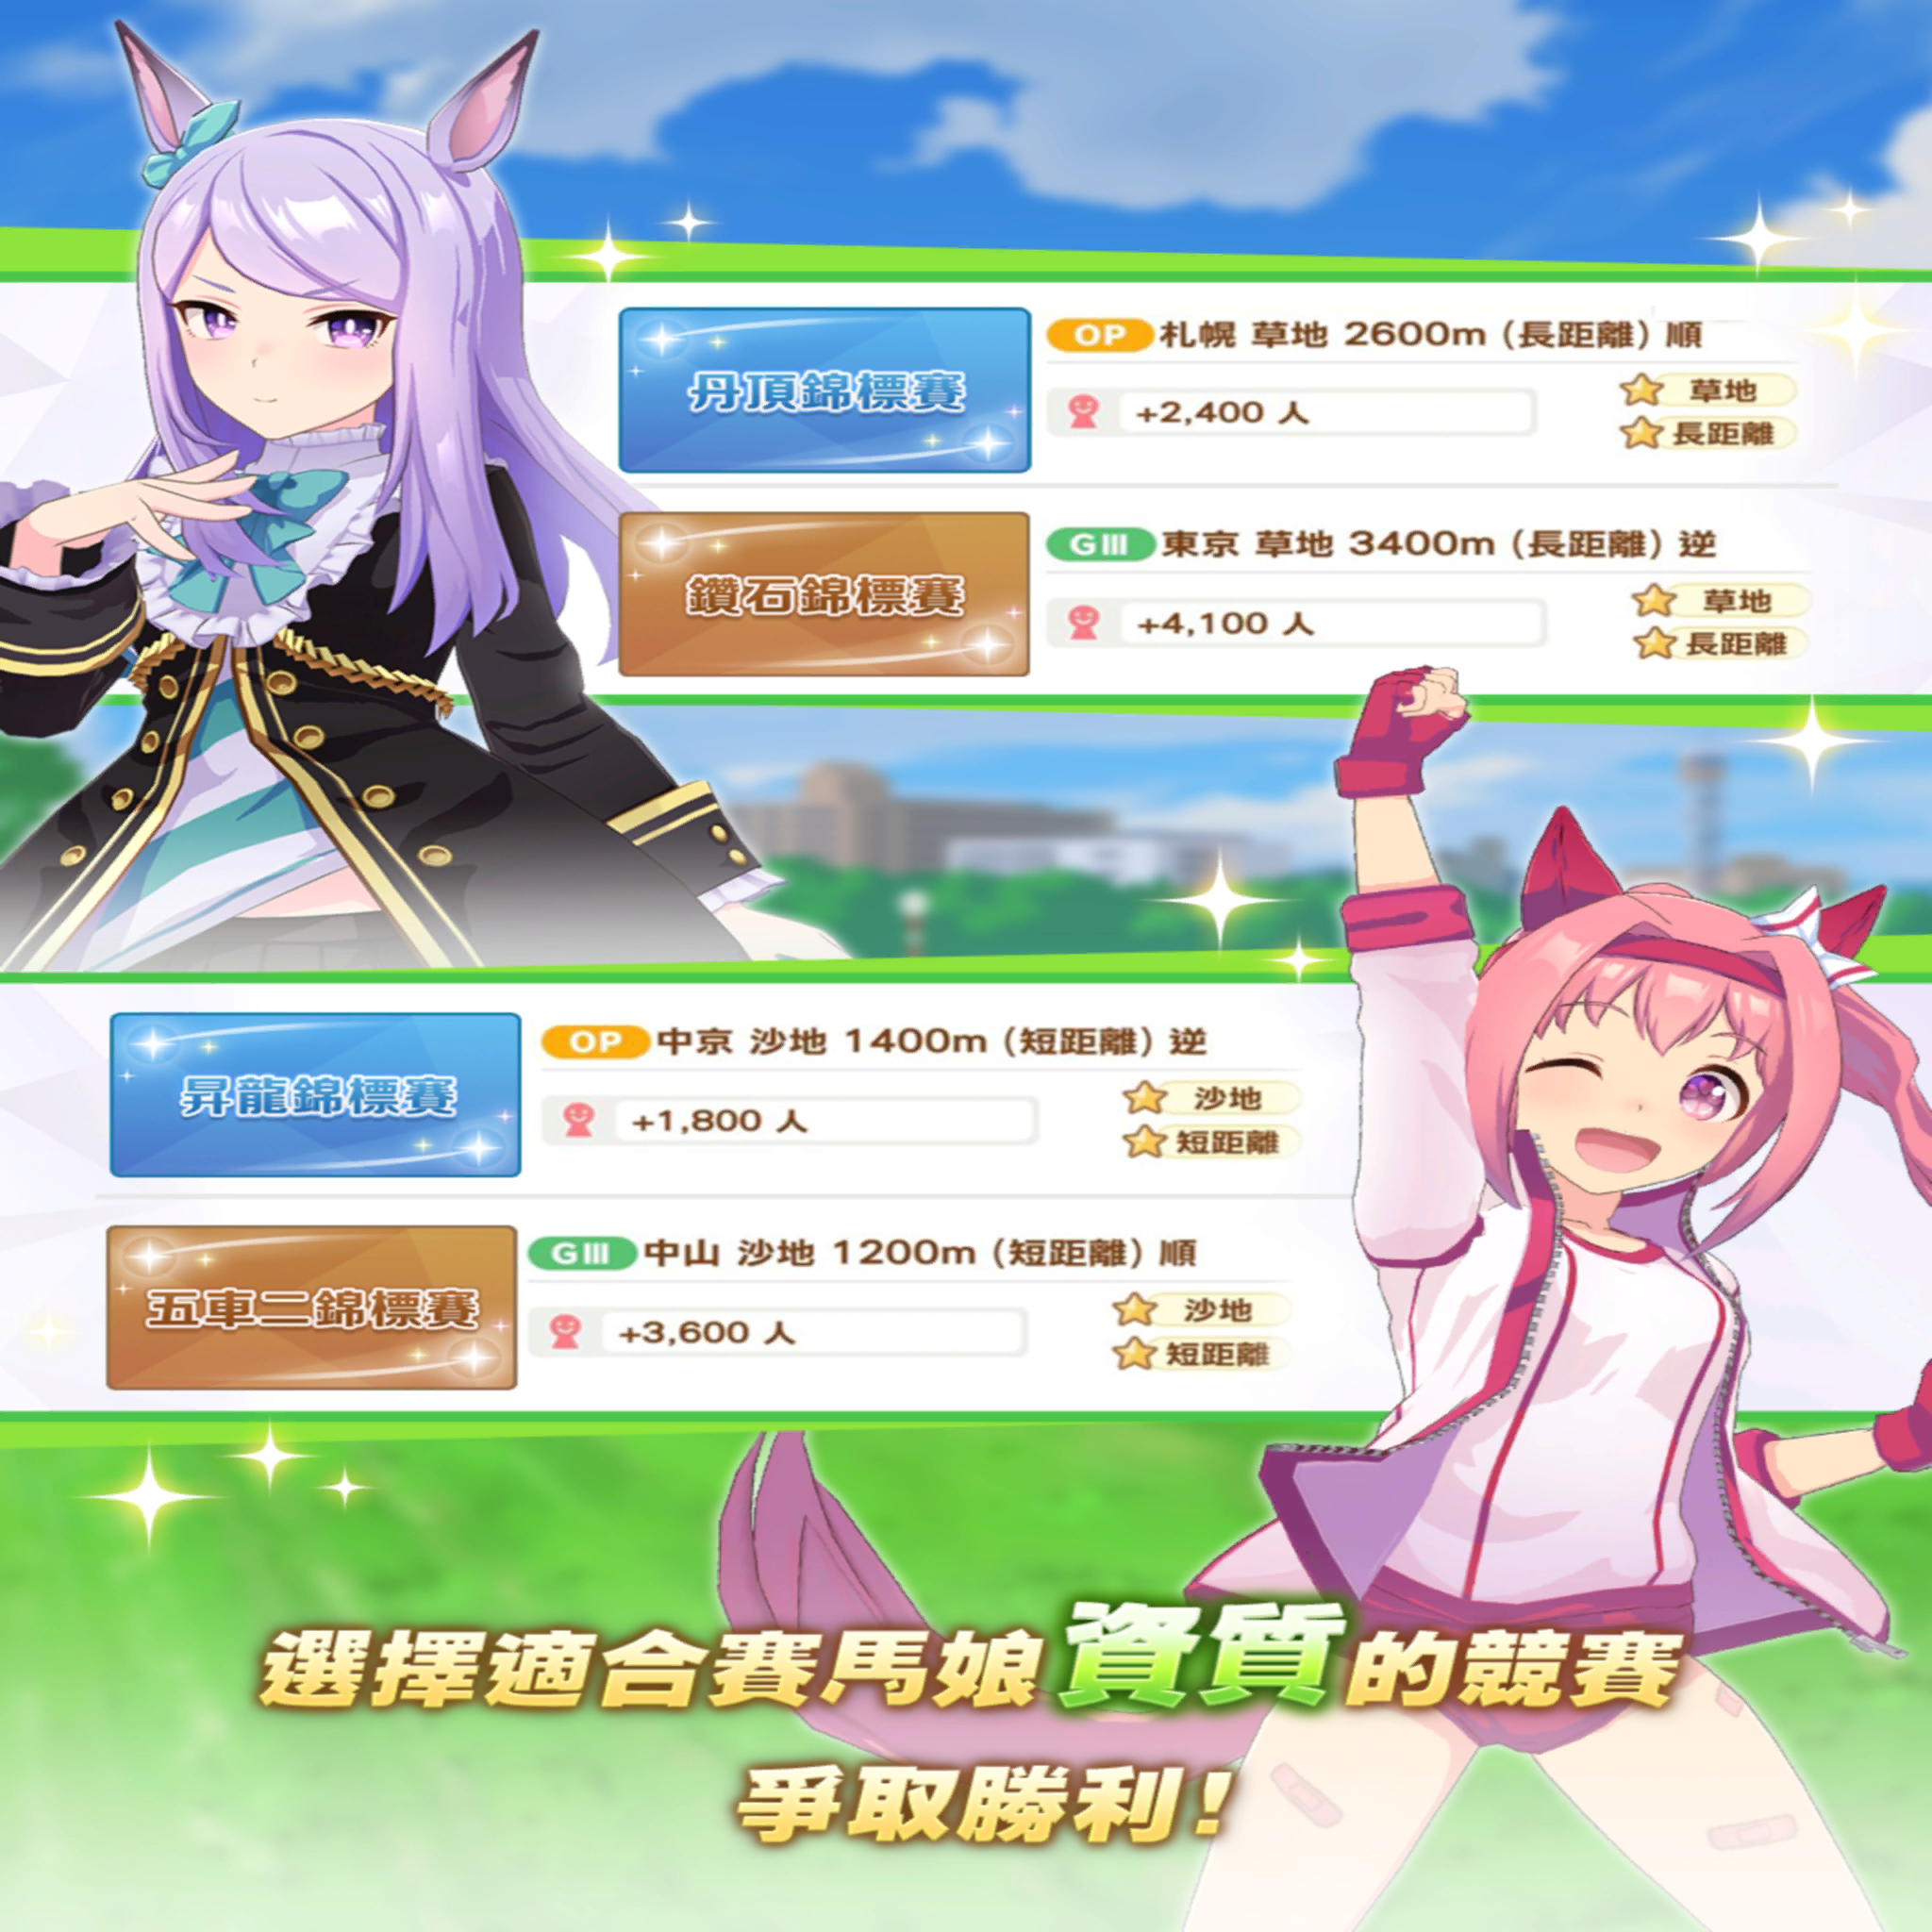 丹頂錦標賽
OP 札幌 草地 2600m (長距離) 順
+2,400 人
草地
長距離
鑽石錦標賽
GIII 東京 草地 3400m (長距離) 逆
+4,100 人
草地
長距離
昇龍錦標賽
OP 中京 沙地 1400m (短距離) 逆
+1,800 人
沙地
短距離
五車二錦標賽
GIII 中山 沙地 1200m (短距離) 順
+3,600 人
沙地
短距離
選擇適合賽馬娘資質的競賽
爭取勝利!